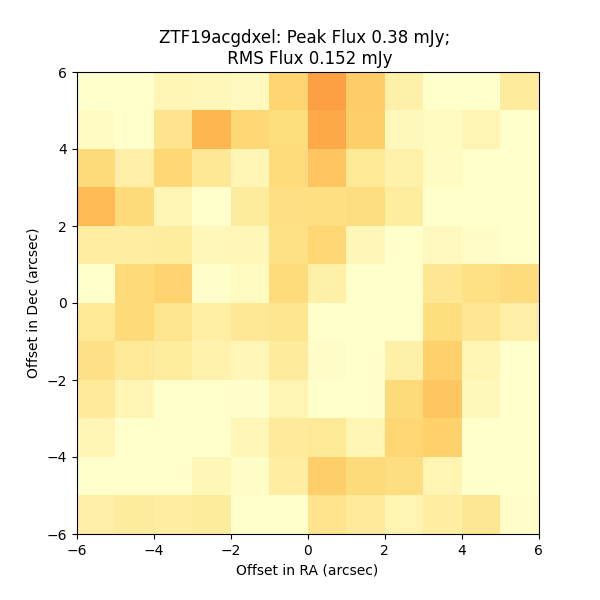 ZTF19acgdxel: Peak Flux 0.38 mJy;
RMS Flux 0.152 mJy
6
4
2
0
−2
−4
−6
Offset in Dec (arcsec)
−6 −4 −2 0 2 4 6
Offset in RA (arcsec)